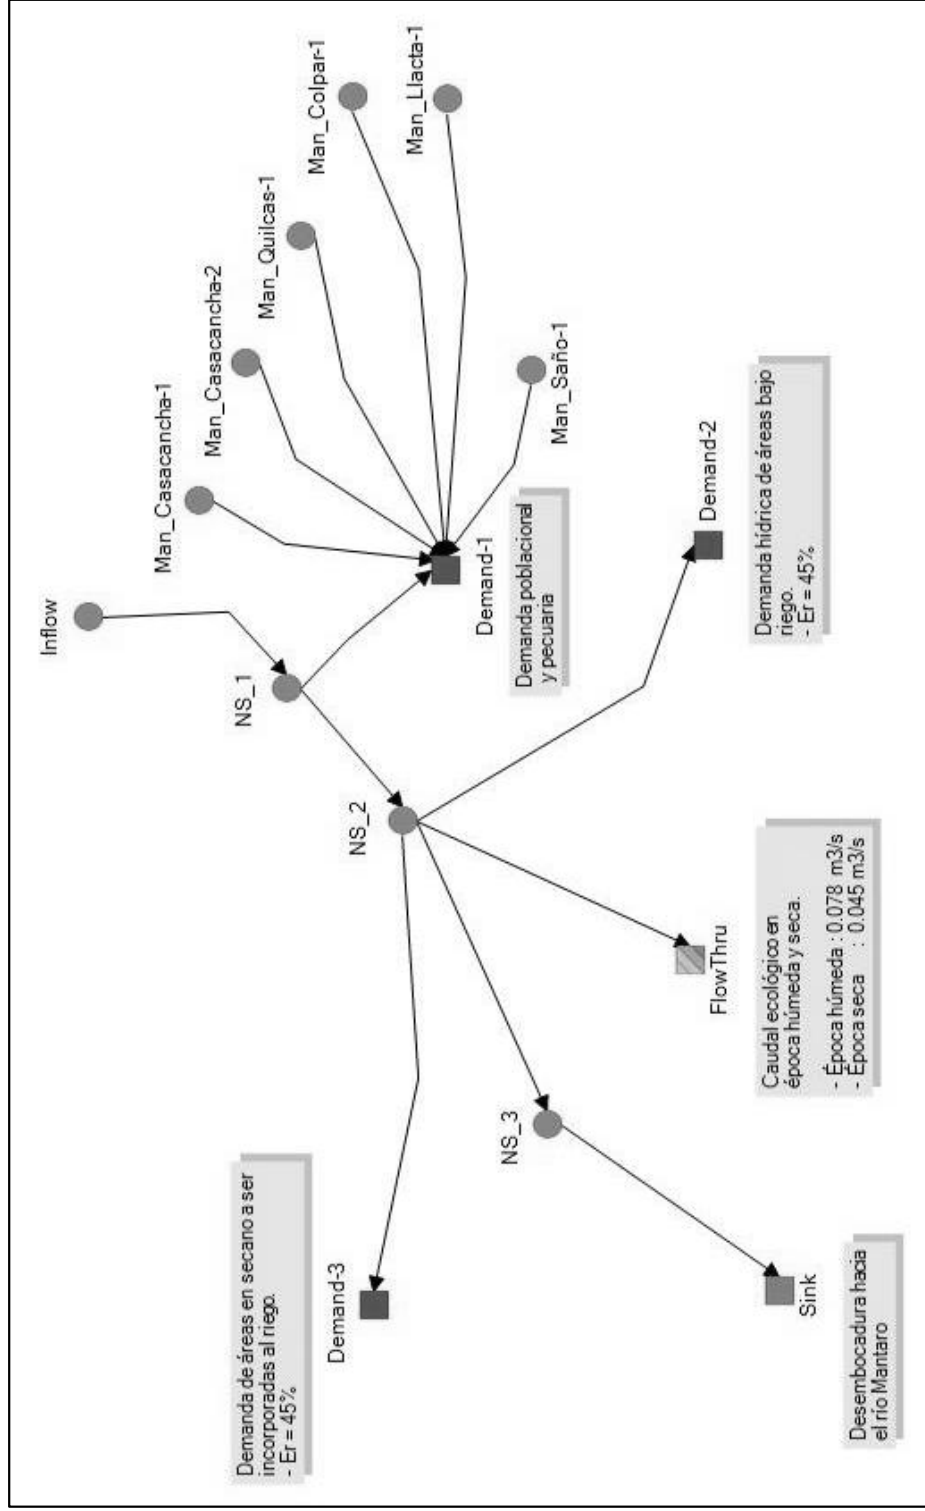 Inflow
NS_1
Man_Casacancha-1
Man_Casacancha-2
Man_Quilcas-1
Man_Colpar-1
Man_Llacta-1
Man_Saño-1
Demand-1
Demanda poblacional
y pecuaria
NS_2
Demand-2
Demanda hídrica de áreas bajo
riego.
- Er = 45%
FlowThru
Caudal ecológico en
época húmeda y seca.
- Época húmeda : 0.078 m3/s
- Época seca : 0.045 m3/s
NS_3
Demanda de áreas en secano a ser
incorporadas al riego.
- Er = 45%
Demand-3
Sink
Desembocadura hacia
el río Mantaro